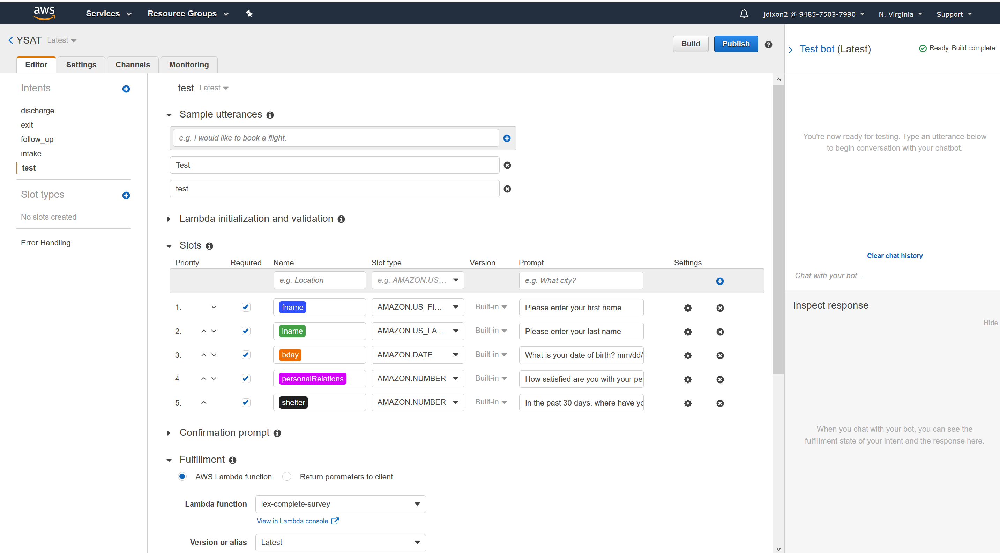 aws Services Resource Groups jdixon2 @ 9485-7503-7990 N. Virginia Support
YSAT Latest
Build Publish
Editor Settings Channels Monitoring
Test bot (Latest) Ready. Build complete.
Intents
discharge
exit
follow_up
intake
test
Slot types
No slots created
Error Handling
test Latest
Sample utterances
e.g. I would like to book a flight.
Test
test
Lambda initialization and validation
Slots
Priority Required Name Slot type Version Prompt Settings
e.g. Location e.g. AMAZON.US... e.g. What city?
1. fname AMAZON.US_FI... Built-in Please enter your first name
2. lname AMAZON.US_LA... Built-in Please enter your last name
3. bday AMAZON.DATE Built-in What is your date of birth? mm/dd/
4. personalRelations AMAZON.NUMBER Built-in How satisfied are you with your per
5. shelter AMAZON.NUMBER Built-in In the past 30 days, where have yo
Confirmation prompt
Fulfillment
AWS Lambda function Return parameters to client
Lambda function lex-complete-survey
View in Lambda console
Version or alias Latest
You're now ready for testing. Type an utterance below
to begin conversation with your chatbot.
Clear chat history
Chat with your bot...
Inspect response
Hide
When you chat with your bot, you can see the
fulfillment state of your intent and the response here.